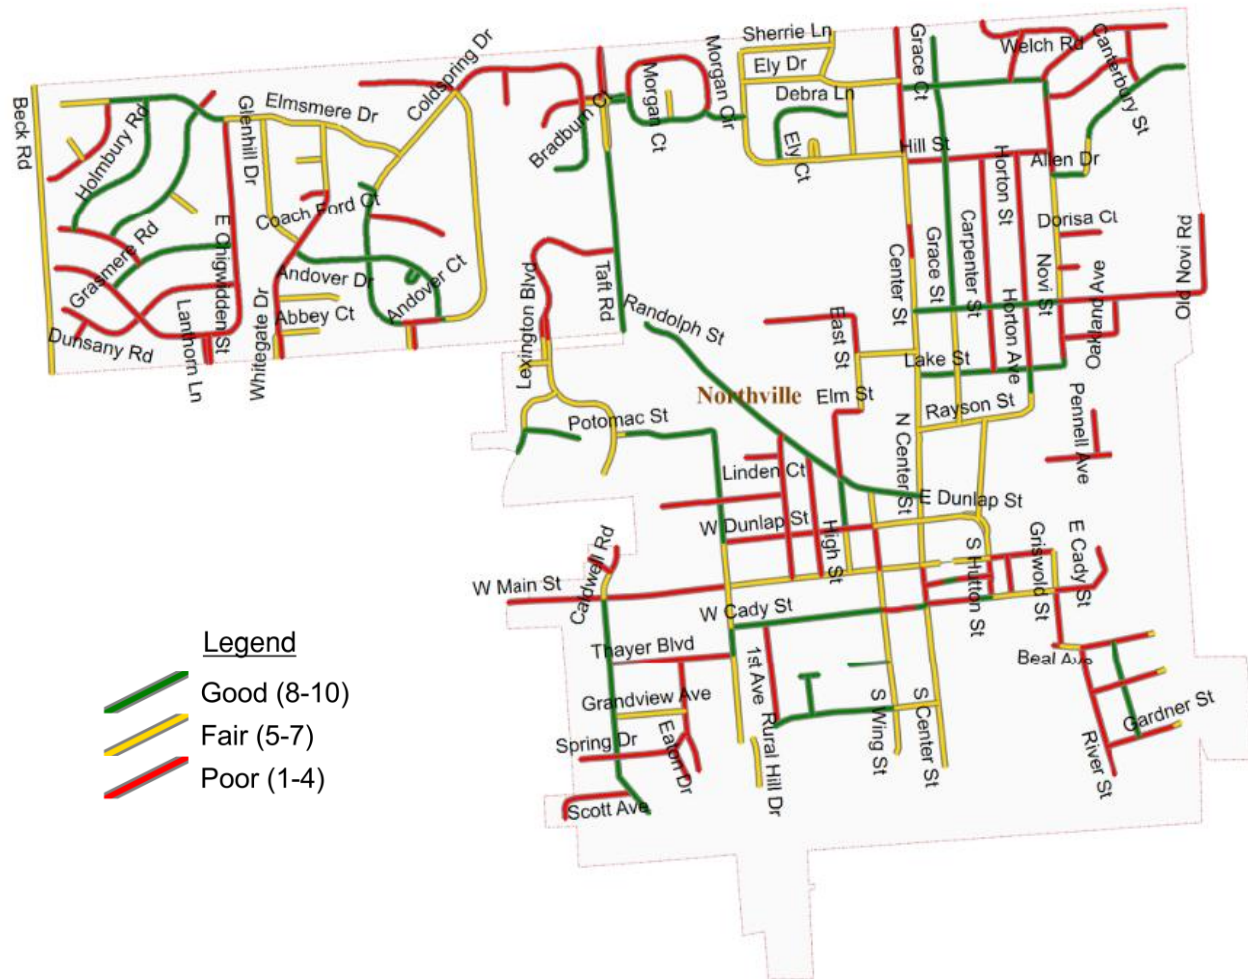 Sherrie Ln
Grace Ct
Welch Rd
Canterbury St
Coldspring Dr
Morgan Cir
Ely Dr
Beck Rd
Holmbury Rd
Glenhill Dr
Elmsmere Dr
Bradburn Ct
Morgan Ct
Debra Ln
Ely Ct
Hill St
Horton St
Allen Dr
Coach Ford Ct
Dorisa Ct
Grasmere Rd
E Chigwidden St
Andover Dr
Andover Ct
Taft Rd
Center St
Grace St
Carpenter St
Novi St
Old Novi Rd
Oakland Ave
Abbey Ct
Whitegate Dr
Lanthorn Ln
Dunsany Rd
Lexington Blvd
Randolph St
East St
Lake St
Horton Ave
Northville
Elm St
Rayson St
Pennell Ave
Potomac St
N Center St
Linden Ct
E Dunlap St
W Dunlap St
High St
Caldwell Rd
S Hutton St
Griswold St
E Cady St
W Main St
W Cady St
Legend
Thayer Blvd
1st Ave
Beal Ave
Good (8-10)
Grandview Ave
Gardner St
Fair (5-7)
Spring Dr
Eaton Dr
Rural Hill Dr
S Wing St
S Center St
River St
Poor (1-4)
Scott Ave